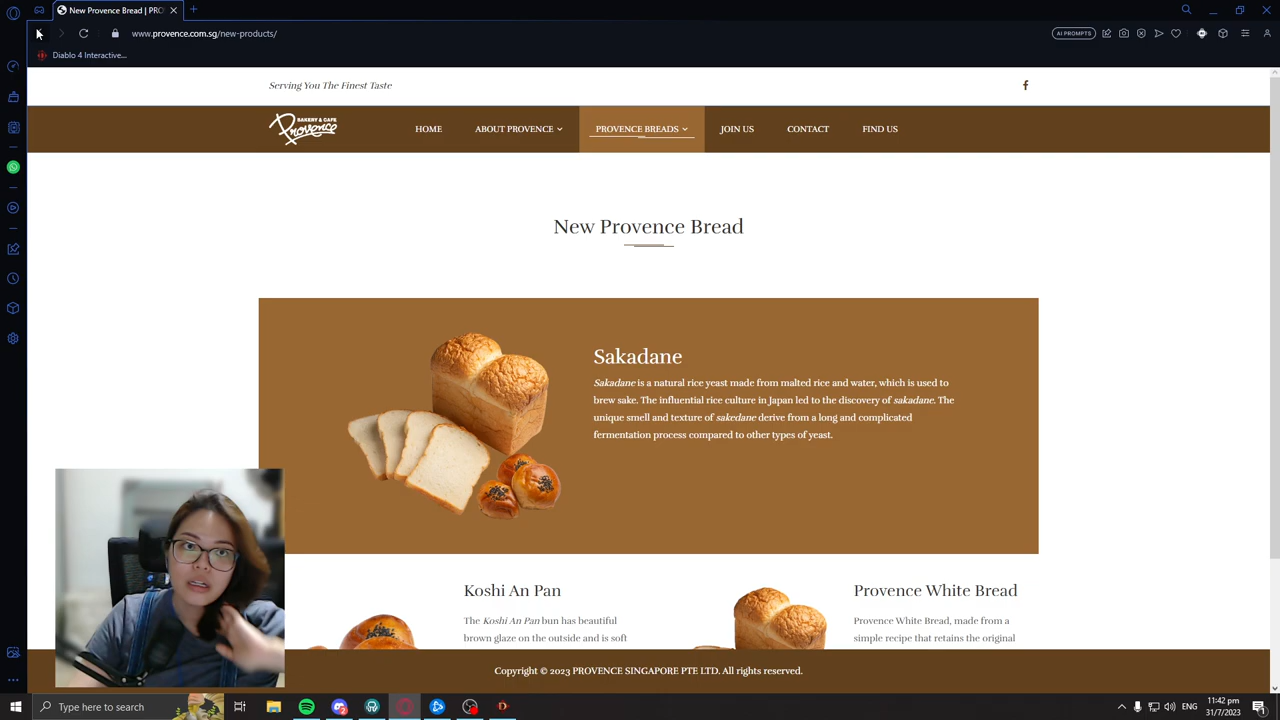 New Provence Bread | PR
www.provence.com.sg/new-products/
AI PROMPTS
Diablo 4 Interactive...
Serving You The Finest Taste
BAKERY & CAFE
Provence
HOME
ABOUT PROVENCE
PROVENCE BREADS
JOIN US
CONTACT
FIND US
New Provence Bread
Sakadane
Sakadane is a natural rice yeast made from malted rice and water, which is used to
brew sake. The influential rice culture in Japan led to the discovery of sakadane. The
unique smell and texture of sakedane derive from a long and complicated
fermentation process compared to other types of yeast.
Koshi An Pan
The Koshi An Pan bun has beautiful
brown glaze on the outside and is soft
Provence White Bread
Provence White Bread, made from a
simple recipe that retains the original
Copyright © 2023 PROVENCE SINGAPORE PTE LTD. All rights reserved.
Type here to search
11:42 pm
31/7/2023